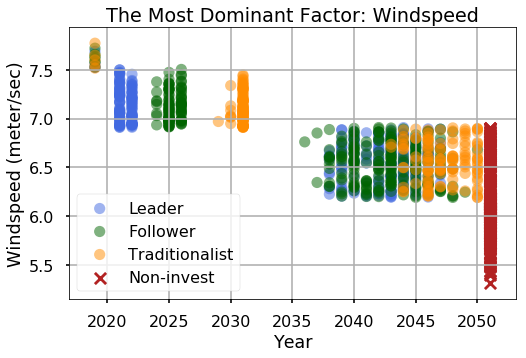 The Most Dominant Factor: Windspeed
Windspeed (meter/sec)
7.5
7.0
6.5
6.0
5.5
Leader
Follower
Traditionalist
Non-invest
2020 2025 2030 2035 2040 2045 2050
Year